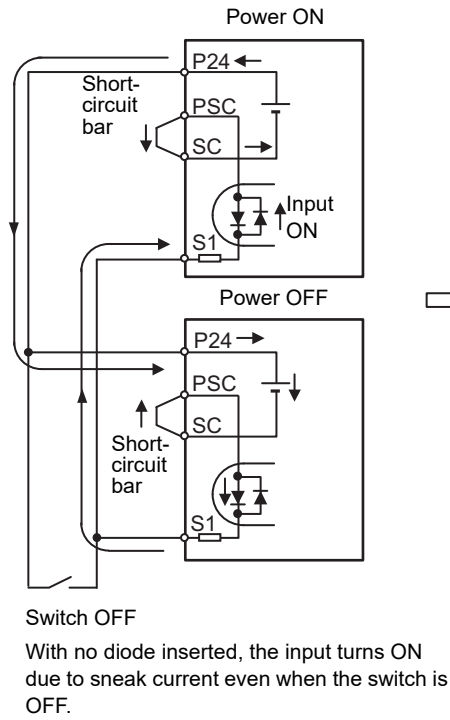 Power ON
P24
Short-
circuit
bar
PSC
SC
Input
ON
S1
Power OFF
P24
PSC
SC
Short-
circuit
bar
S1
Switch OFF
With no diode inserted, the input turns ON
due to sneak current even when the switch is
OFF.